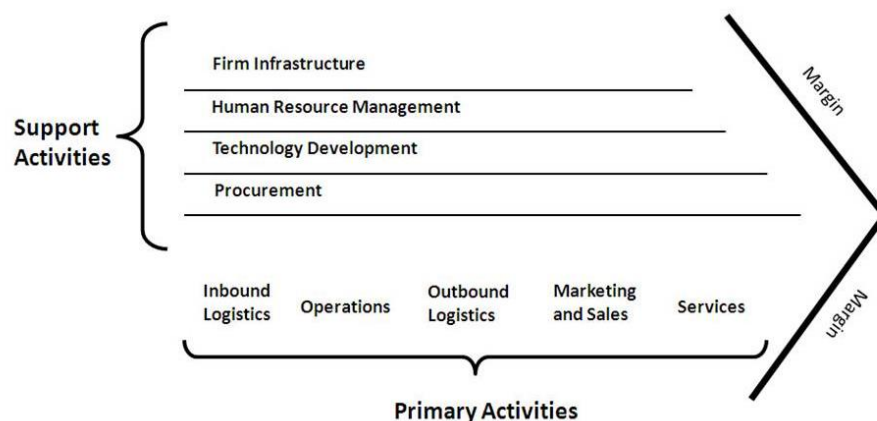 Firm Infrastructure
Human Resource Management
Technology Development
Procurement
Support
Activities
Margin
Margin
Inbound
Logistics
Operations
Outbound
Logistics
Marketing
and Sales
Services
Primary Activities